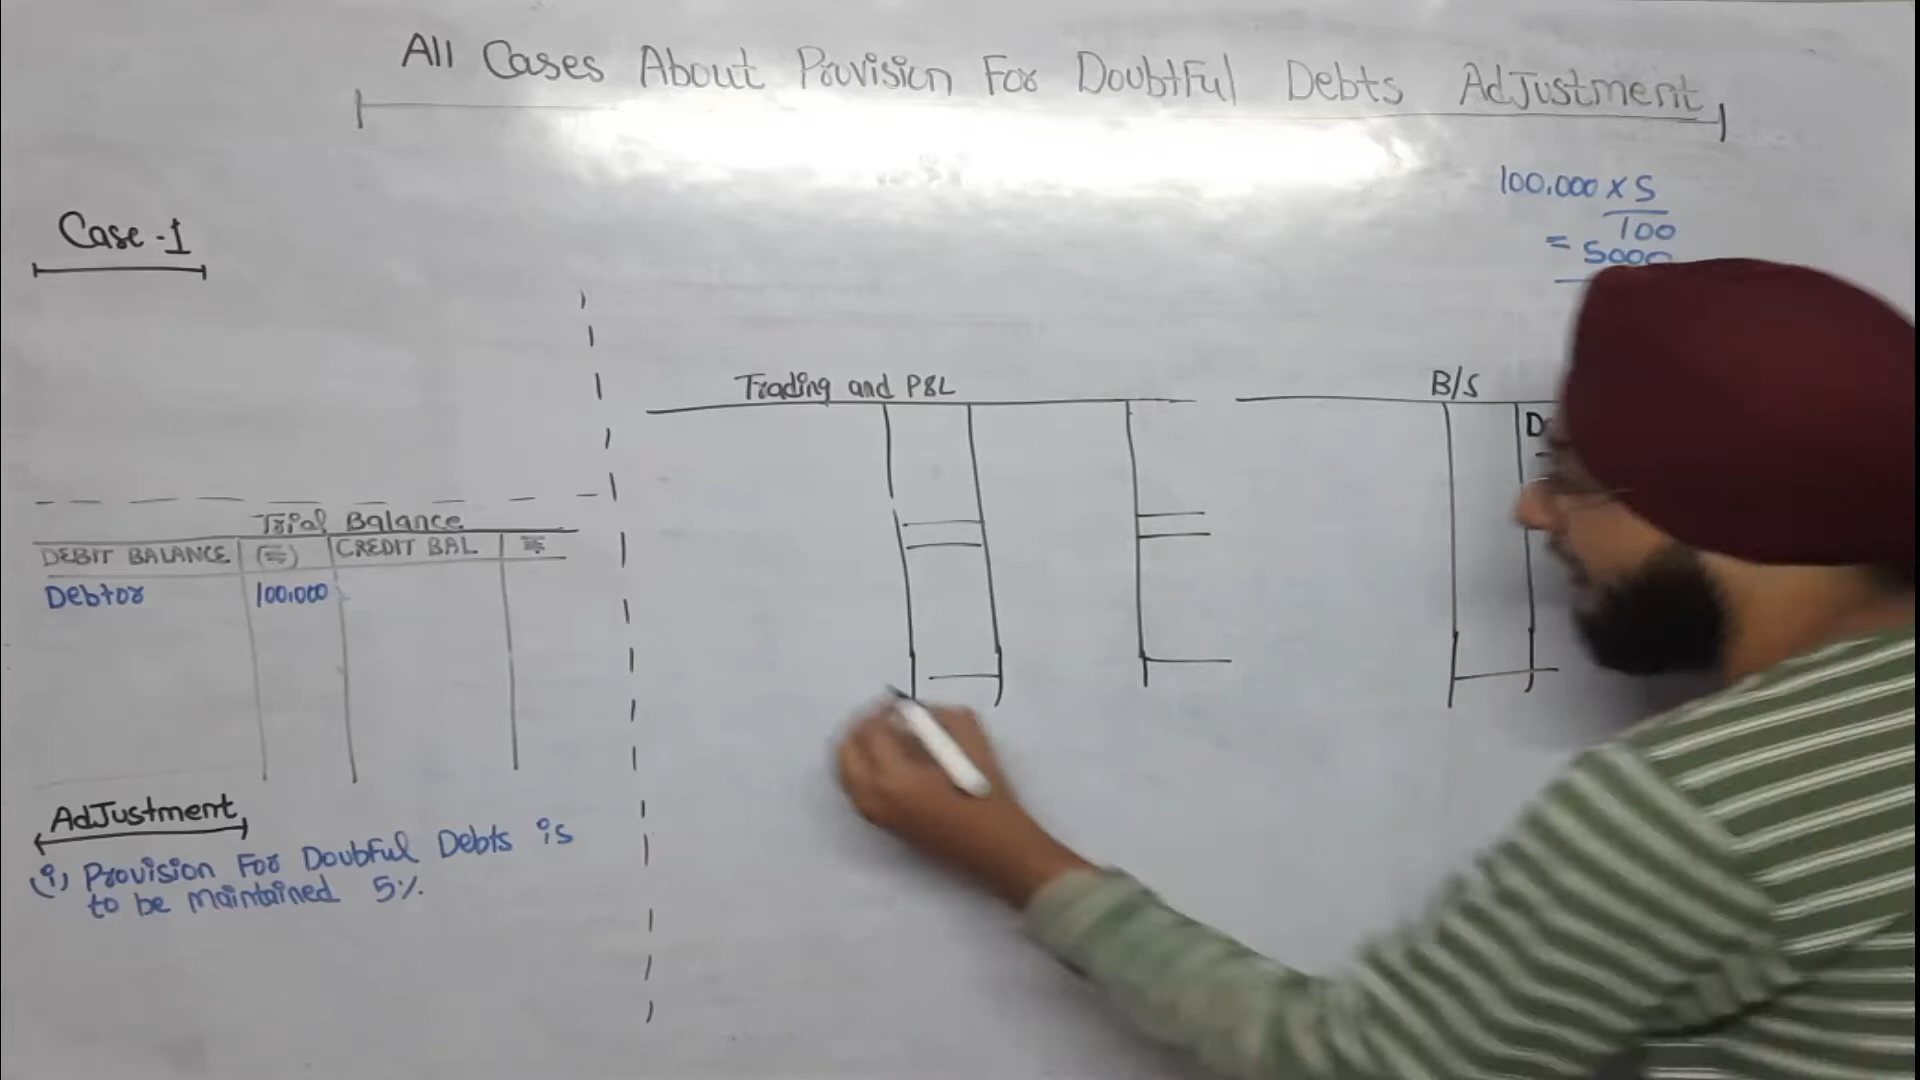 All Cases About Provision For Doubtful Debts Adjustment
100,000 x 5
100
= 5000
Case-1
Trading and P&L
B/S
D
Trial Balance
DEBIT BALANCE (₹) CREDIT BAL ₹
Debtor 100,000
Adjustment
(i) Provision For Doubful Debts is
to be maintained 5%.